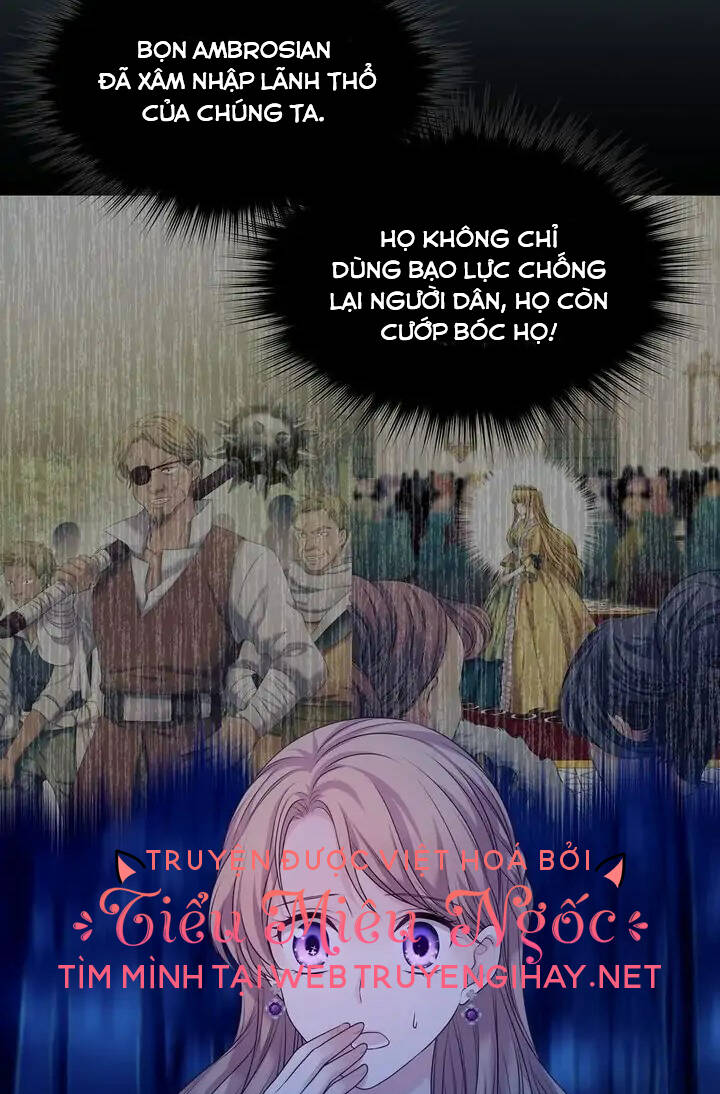 BỌN AMBROSIAN
ĐÃ XÂM NHẬP LÃNH THỔ
CỦA CHÚNG TA.
HỌ KHÔNG CHỈ
DÙNG BẠO LỰC CHỐNG
LẠI NGƯỜI DÂN, HỌ CÒN
CƯỚP BÓC HỌ!
TRUYỆN ĐƯỢC VIỆT HOÁ BỞI
Tiểu Miêu Ngốc
TÌM MÌNH TẠI WEB TRUYENGIHAY.NET